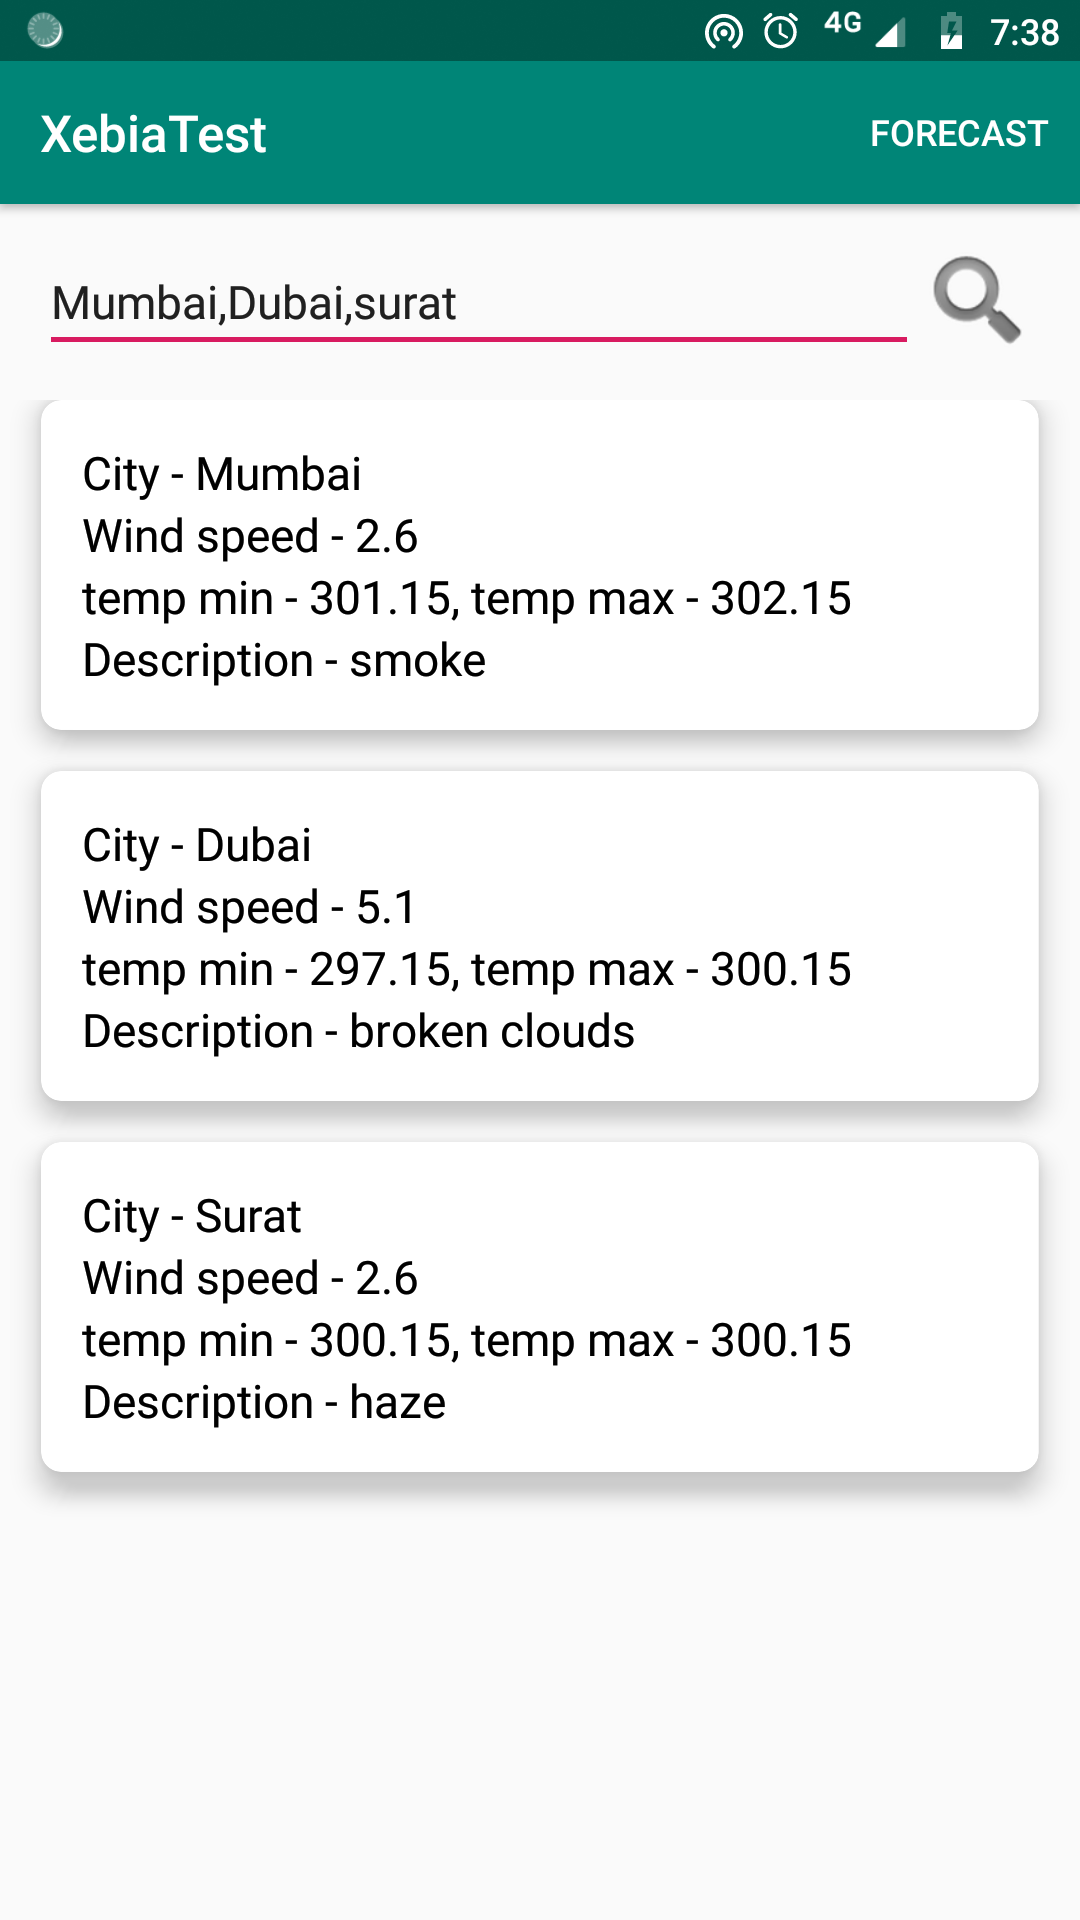 4G 7:38
XebiaTest FORECAST
Mumbai,Dubai,surat
City - Mumbai
Wind speed - 2.6
temp min - 301.15, temp max - 302.15
Description - smoke
City - Dubai
Wind speed - 5.1
temp min - 297.15, temp max - 300.15
Description - broken clouds
City - Surat
Wind speed - 2.6
temp min - 300.15, temp max - 300.15
Description - haze